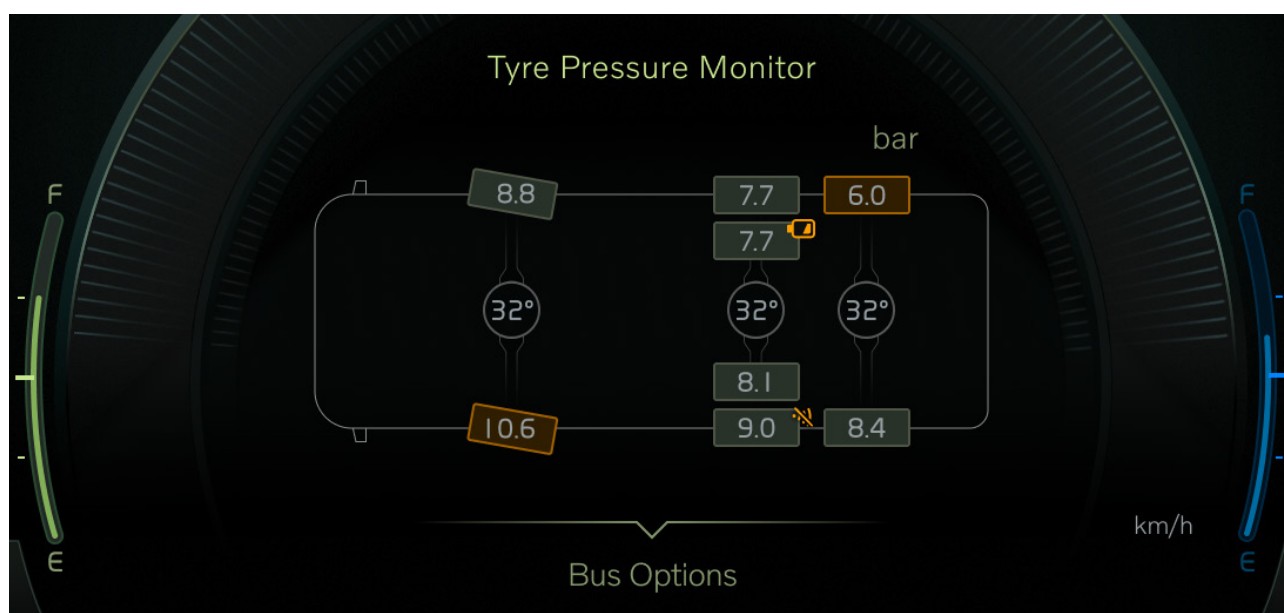 Tyre Pressure Monitor
bar
F
F
8.8
7.7
6.0
7.7
32°
32°
32°
8.1
10.6
9.0
8.4
km/h
E
E
Bus Options